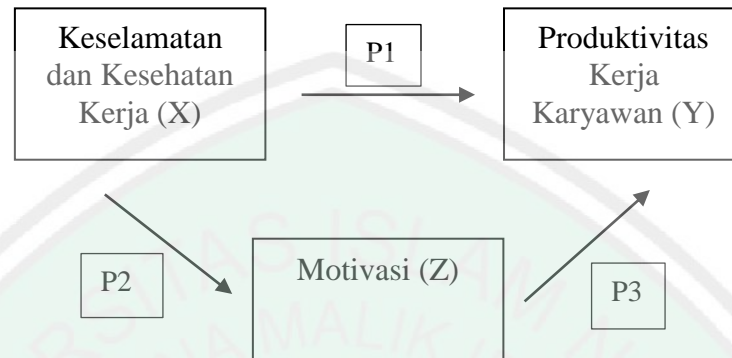 Keselamatan
dan Kesehatan
Kerja (X)
P1
Produktivitas
Kerja
Karyawan (Y)
P2
Motivasi (Z)
P3